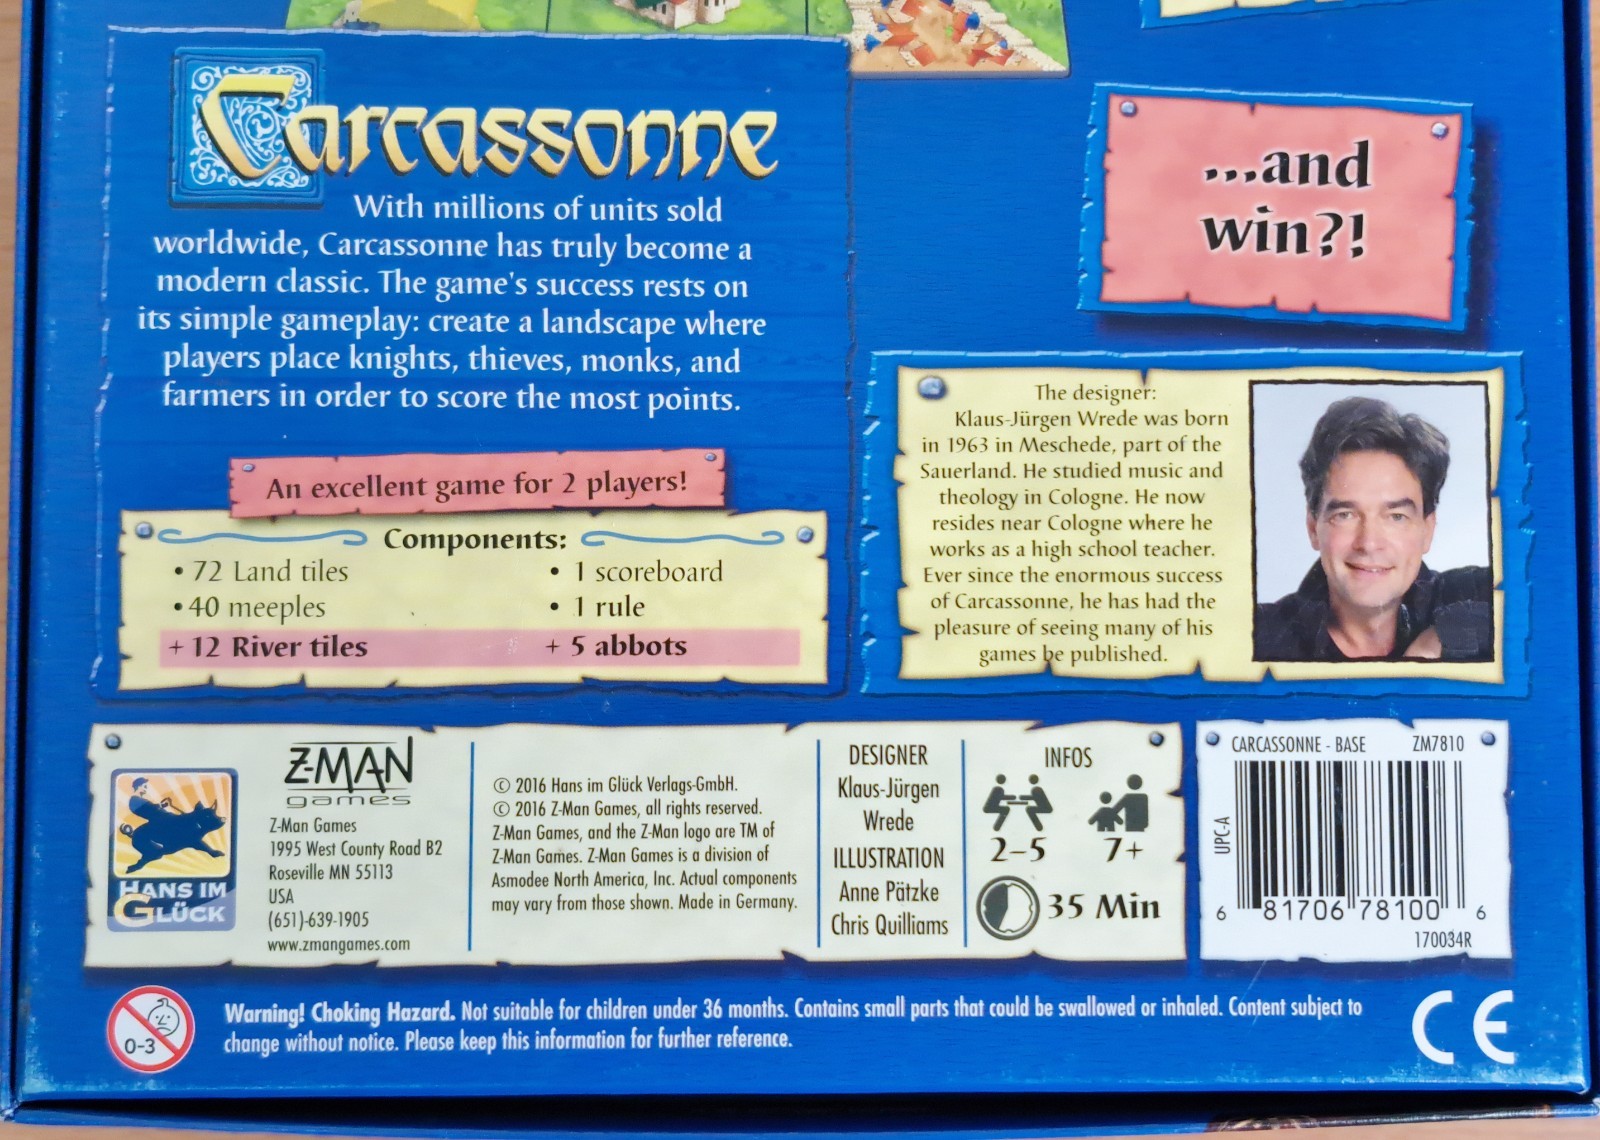 Carcassonne
With millions of units sold
worldwide, Carcassonne has truly become a
modern classic. The game's success rests on
its simple gameplay: create a landscape where
players place knights, thieves, monks, and
farmers in order to score the most points.
...and
win?!
An excellent game for 2 players!
Components:
• 72 Land tiles
• 40 meeples
+ 12 River tiles
• 1 scoreboard
• 1 rule
+ 5 abbots
The designer:
Klaus-Jürgen Wrede was born
in 1963 in Meschede, part of the
Sauerland. He studied music and
theology in Cologne. He now
resides near Cologne where he
works as a high school teacher.
Ever since the enormous success
of Carcassonne, he has had the
pleasure of seeing many of his
games be published.
HANS IM
GLÜCK
Z-MAN
games
Z-Man Games
1995 West County Road B2
Roseville MN 55113
USA
(651)-639-1905
www.zmangames.com
© 2016 Hans im Glück Verlags-GmbH.
© 2016 Z-Man Games, all rights reserved.
Z-Man Games, and the Z-Man logo are TM of
Z-Man Games. Z-Man Games is a division of
Asmodee North America, Inc. Actual components
may vary from those shown. Made in Germany.
DESIGNER
Klaus-Jürgen
Wrede
ILLUSTRATION
Anne Pätzke
Chris Quilliams
INFOS
2–5
7+
35 Min
CARCASSONNE - BASE ZM7810
UPC-A
6 81706 78100 6
170034R
0-3
Warning! Choking Hazard. Not suitable for children under 36 months. Contains small parts that could be swallowed or inhaled. Content subject to
change without notice. Please keep this information for further reference.
CE